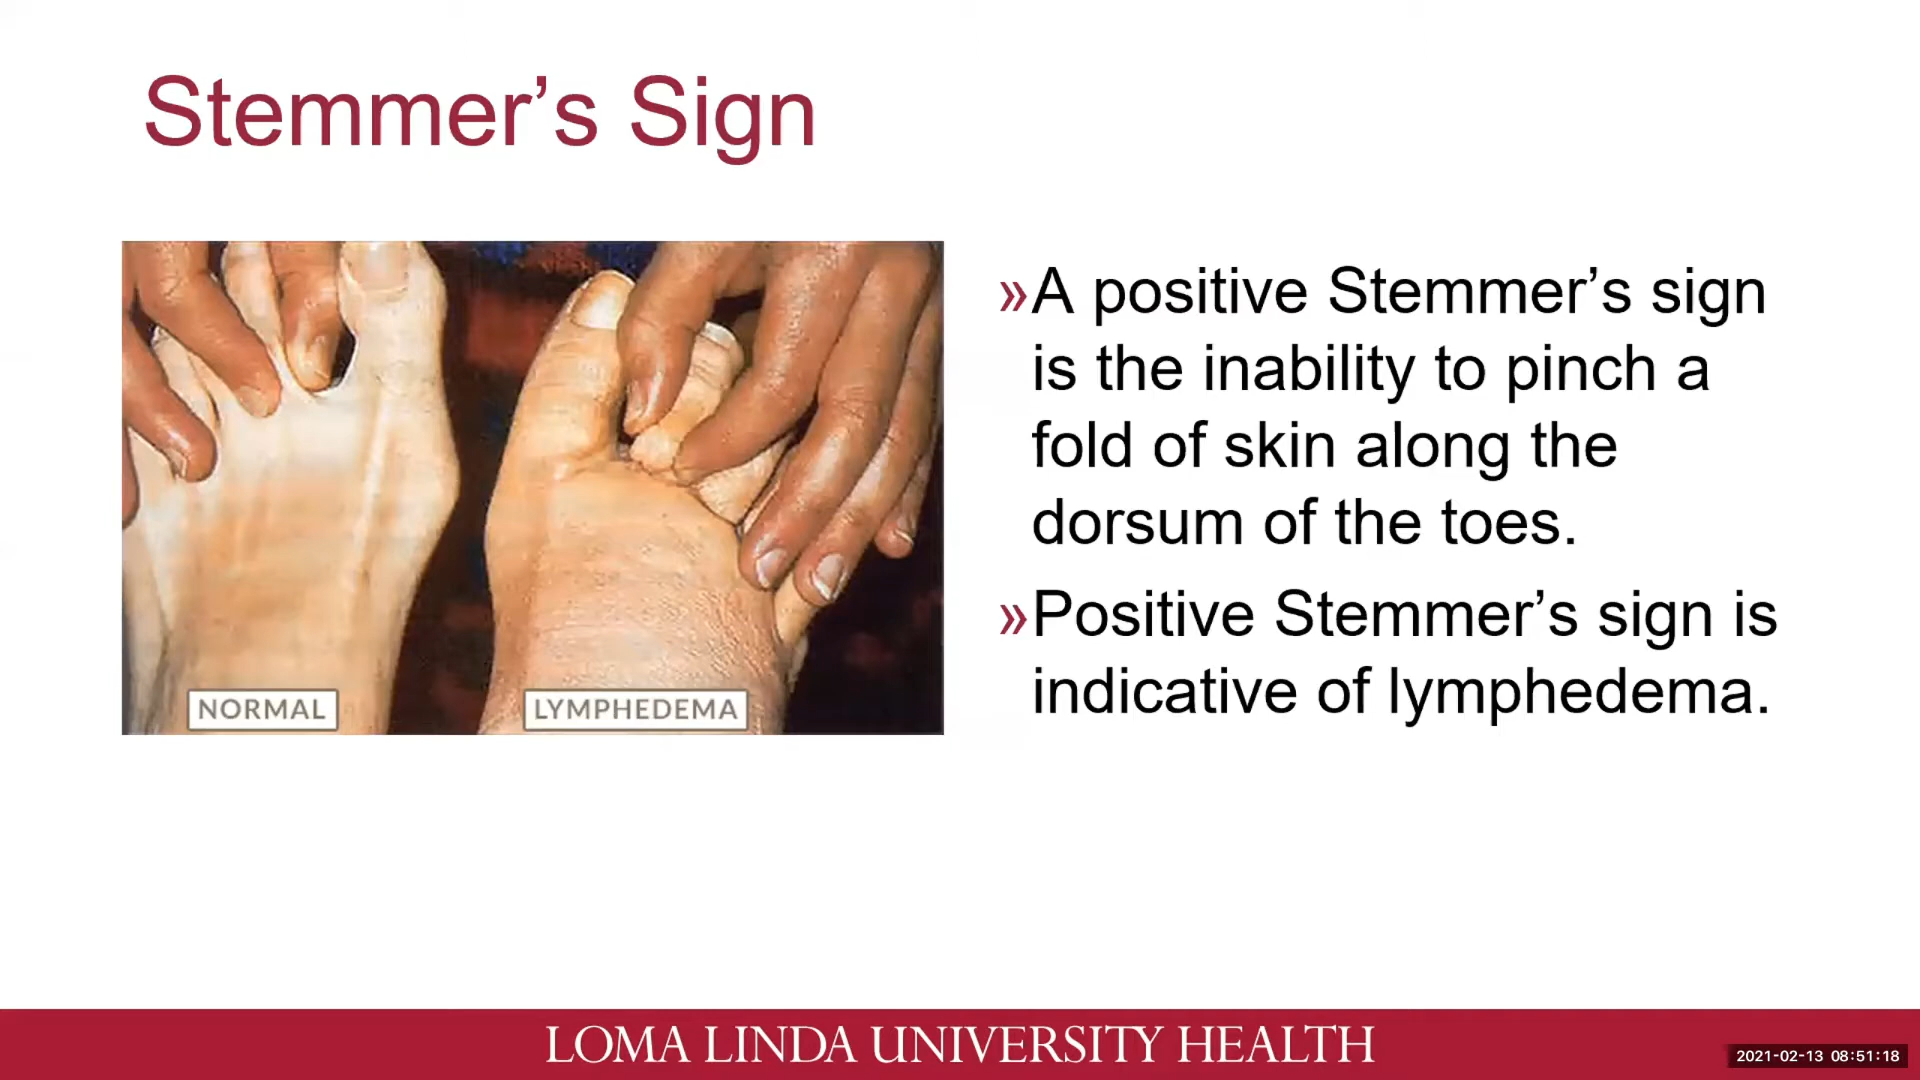 Stemmer’s Sign
»A positive Stemmer’s sign
is the inability to pinch a
fold of skin along the
dorsum of the toes.
»Positive Stemmer’s sign is
indicative of lymphedema.
NORMAL
LYMPHEDEMA
LOMA LINDA UNIVERSITY HEALTH
2021-02-13 08:51:18